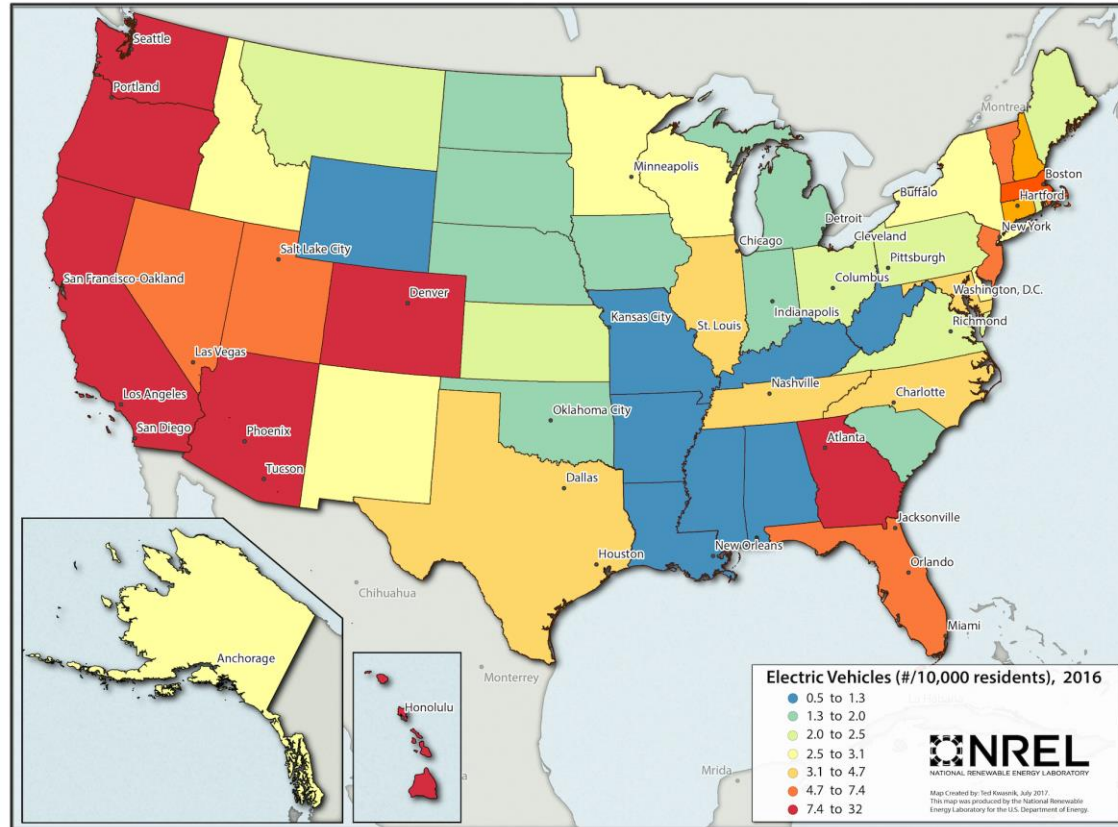 Seattle
Portland
Montreal
Minneapolis
Boston
Buffalo
Hartford
Detroit
New York
Cleveland
Chicago
Salt Lake City
Pittsburgh
Columbus
San Francisco-Oakland
Denver
Washington, D.C.
Kansas City
Indianapolis
St. Louis
Richmond
Las Vegas
Nashville
Los Angeles
Charlotte
Oklahoma City
San Diego
Phoenix
Atlanta
Tucson
Dallas
Jacksonville
New Orleans
Houston
Orlando
Chihuahua
Miami
Anchorage
Monterrey
Honolulu
Mrida
Electric Vehicles (#/10,000 residents), 2016
0.5 to 1.3
1.3 to 2.0
2.0 to 2.5
2.5 to 3.1
3.1 to 4.7
4.7 to 7.4
7.4 to 32
NREL
NATIONAL RENEWABLE ENERGY LABORATORY
Map Created by: Ted Kwasnik, July 2017.
This map was produced by the National Renewable
Energy Laboratory for the U.S. Department of Energy.